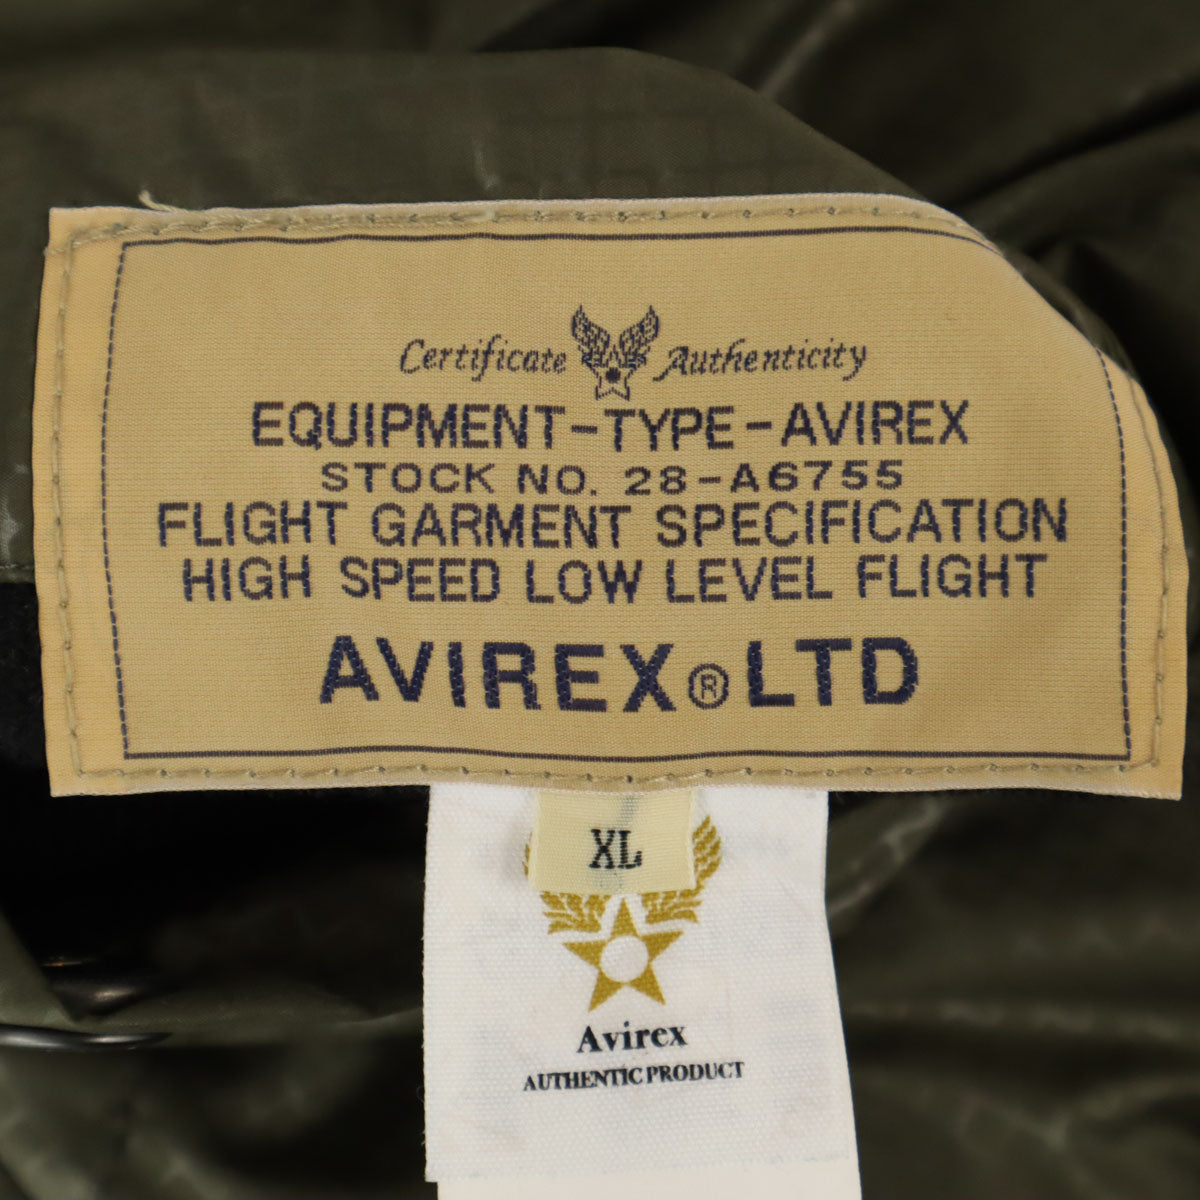 Certificate Authenticity
EQUIPMENT-TYPE-AVIREX
STOCK NO. 28-A6755
FLIGHT GARMENT SPECIFICATION
HIGH SPEED LOW LEVEL FLIGHT
AVIREX® LTD
XL
Avirex
AUTHENTIC PRODUCT